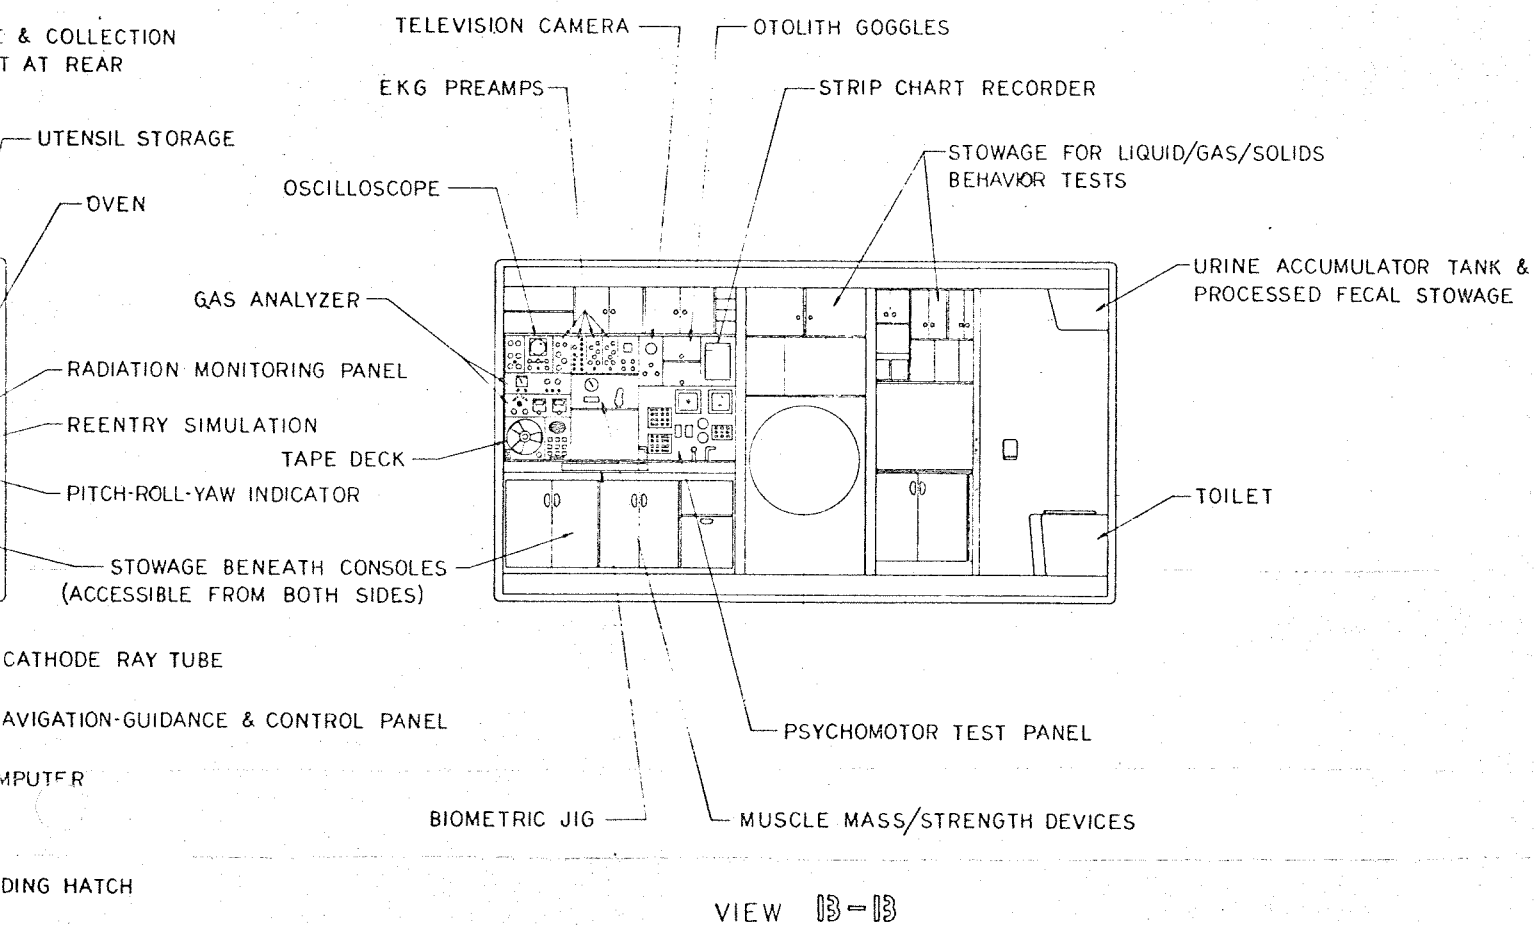 & COLLECTION
T AT REAR
UTENSIL STORAGE
OVEN
RADIATION MONITORING PANEL
REENTRY SIMULATION
PITCH-ROLL-YAW INDICATOR
CATHODE RAY TUBE
AVIGATION-GUIDANCE & CONTROL PANEL
MPUTER
DING HATCH
TELEVISION CAMERA
OTOLITH GOGGLES
EKG PREAMPS
STRIP CHART RECORDER
OSCILLOSCOPE
STOWAGE FOR LIQUID/GAS/SOLIDS
BEHAVIOR TESTS
GAS ANALYZER
URINE ACCUMULATOR TANK &
PROCESSED FECAL STOWAGE
TAPE DECK
TOILET
STOWAGE BENEATH CONSOLES
(ACCESSIBLE FROM BOTH SIDES)
PSYCHOMOTOR TEST PANEL
BIOMETRIC JIG
MUSCLE MASS/STRENGTH DEVICES
VIEW B-B